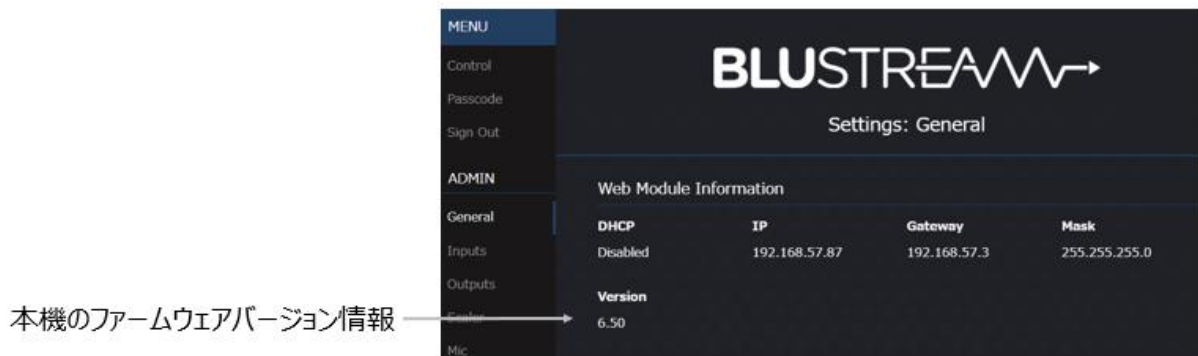 MENU
Control
Passcode
Sign Out
ADMIN
General
Inputs
Outputs
Scaler
Mic
BLUSTREAM
Settings: General
Web Module Information
DHCP IP Gateway Mask
Disabled 192.168.57.87 192.168.57.3 255.255.255.0
Version
6.50
本機のファームウェアバージョン情報